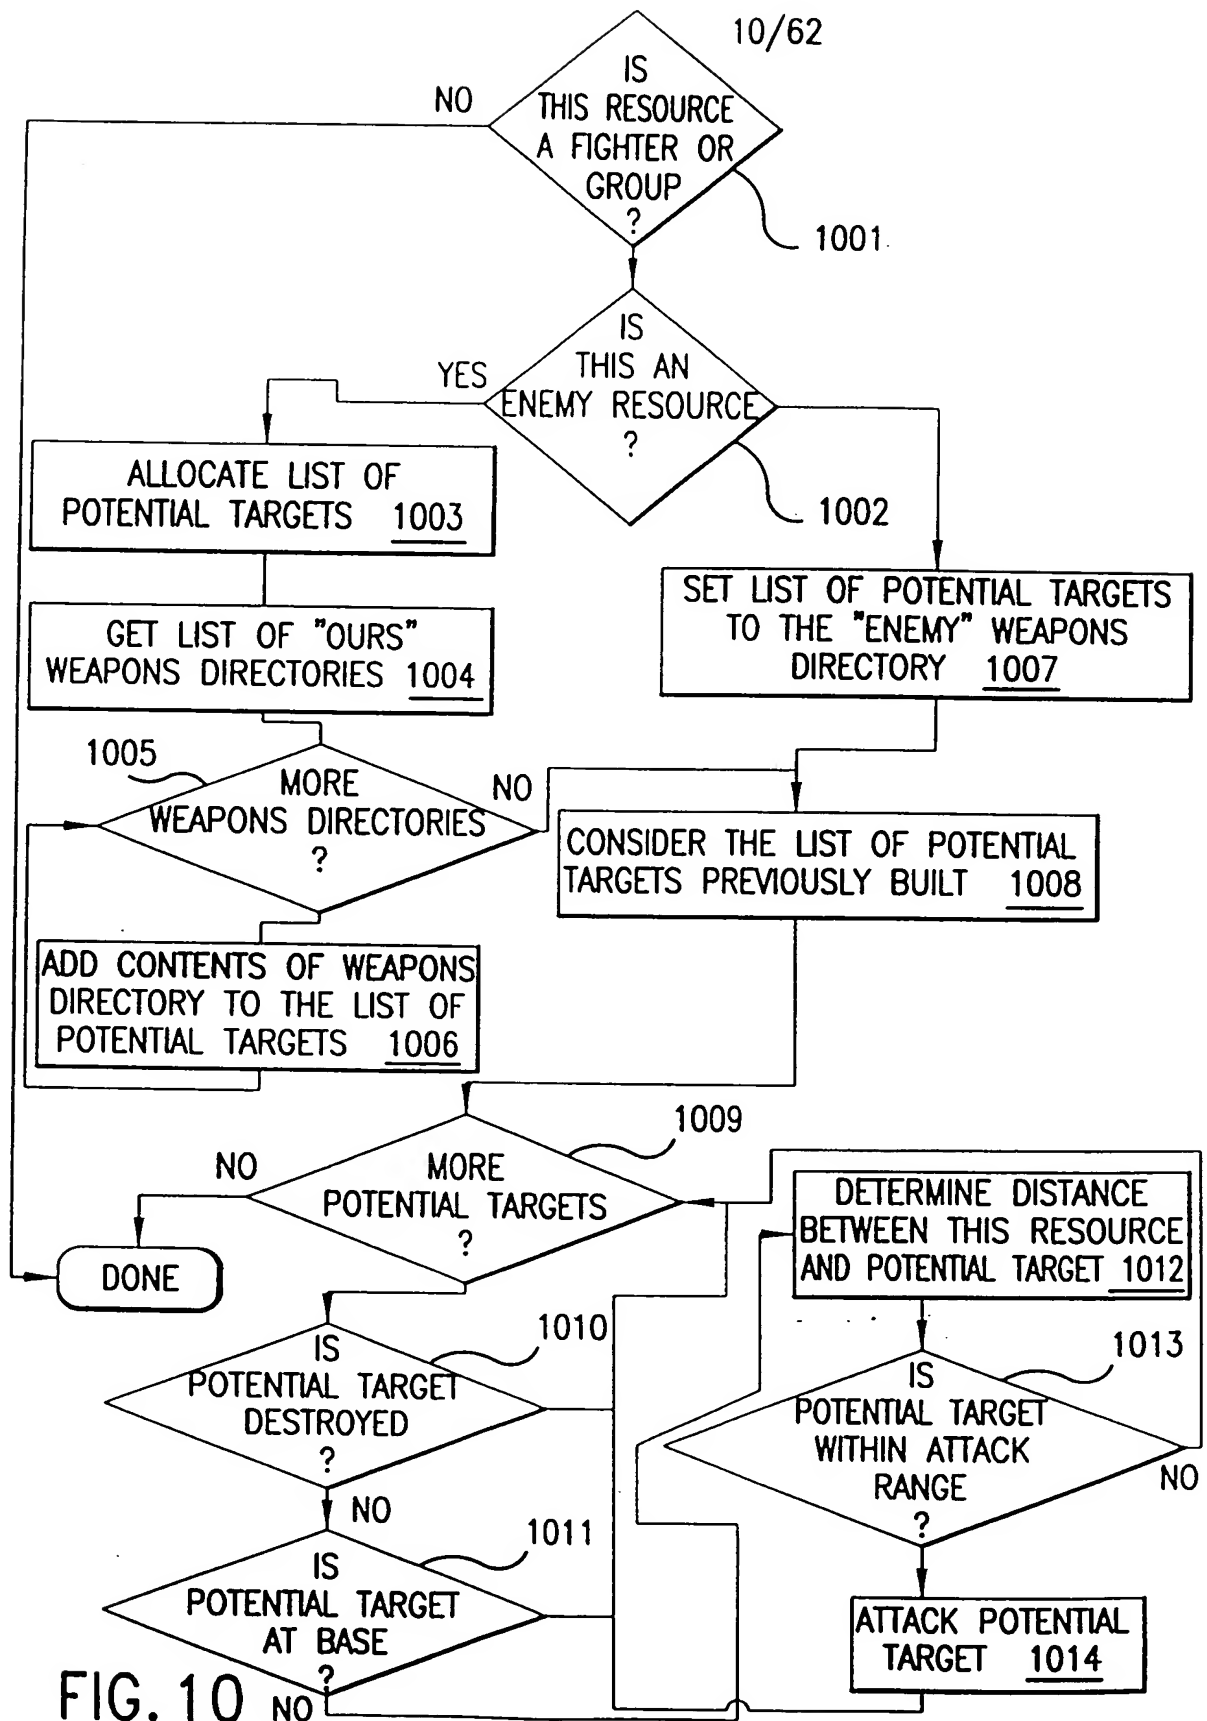 10/62
IS
THIS RESOURCE
A FIGHTER OR
GROUP
?
NO
1001
IS
THIS AN
ENEMY RESOURCE
?
YES
1002
ALLOCATE LIST OF
POTENTIAL TARGETS 1003
GET LIST OF "OURS"
WEAPONS DIRECTORIES 1004
SET LIST OF POTENTIAL TARGETS
TO THE "ENEMY" WEAPONS
DIRECTORY 1007
1005
MORE
WEAPONS DIRECTORIES
?
NO
CONSIDER THE LIST OF POTENTIAL
TARGETS PREVIOUSLY BUILT 1008
ADD CONTENTS OF WEAPONS
DIRECTORY TO THE LIST OF
POTENTIAL TARGETS 1006
1009
MORE
POTENTIAL TARGETS
?
NO
DONE
DETERMINE DISTANCE
BETWEEN THIS RESOURCE
AND POTENTIAL TARGET 1012
1010
IS
POTENTIAL TARGET
DESTROYED
?
NO
1013
IS
POTENTIAL TARGET
WITHIN ATTACK
RANGE
?
NO
1011
IS
POTENTIAL TARGET
AT BASE
?
NO
ATTACK POTENTIAL
TARGET 1014
FIG. 10